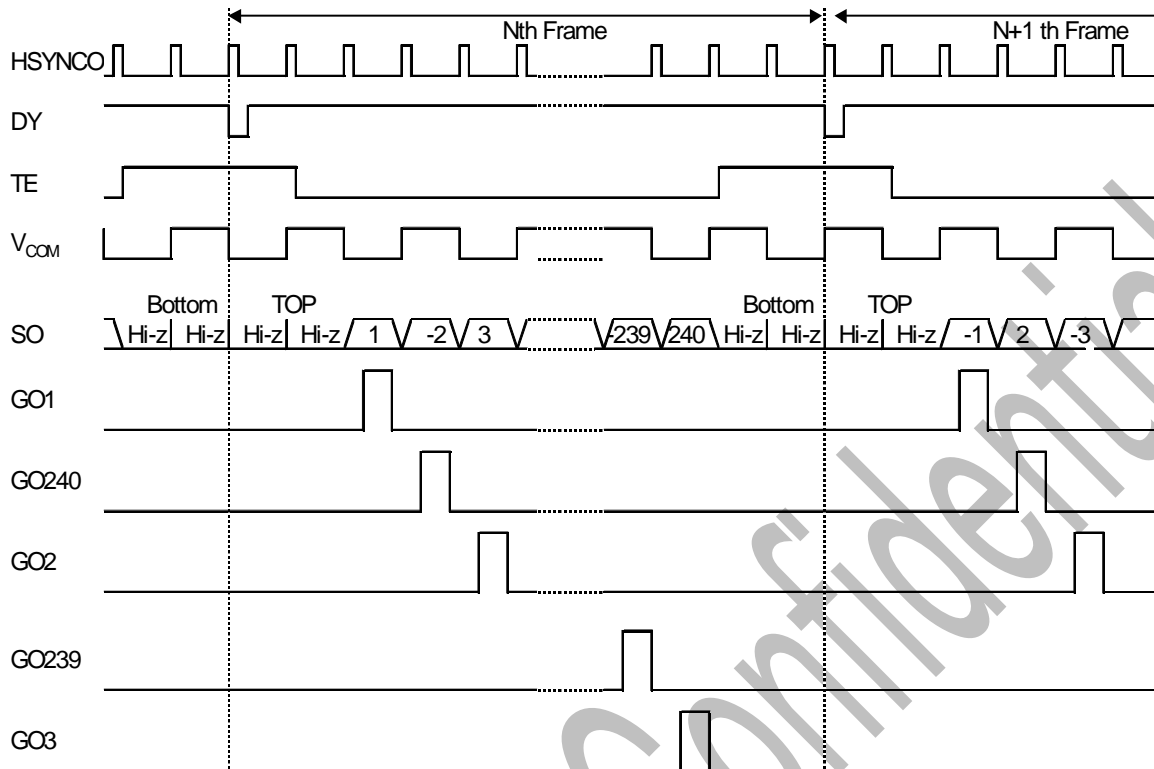 Nth Frame
N+1 th Frame
HSYNCO
DY
TE
VCOM
Bottom TOP Bottom TOP
SO Hi-z Hi-z Hi-z Hi-z 1 -2 3 -239 240 Hi-z Hi-z Hi-z Hi-z -1 2 -3
GO1
GO240
GO2
GO239
GO3
Confidential